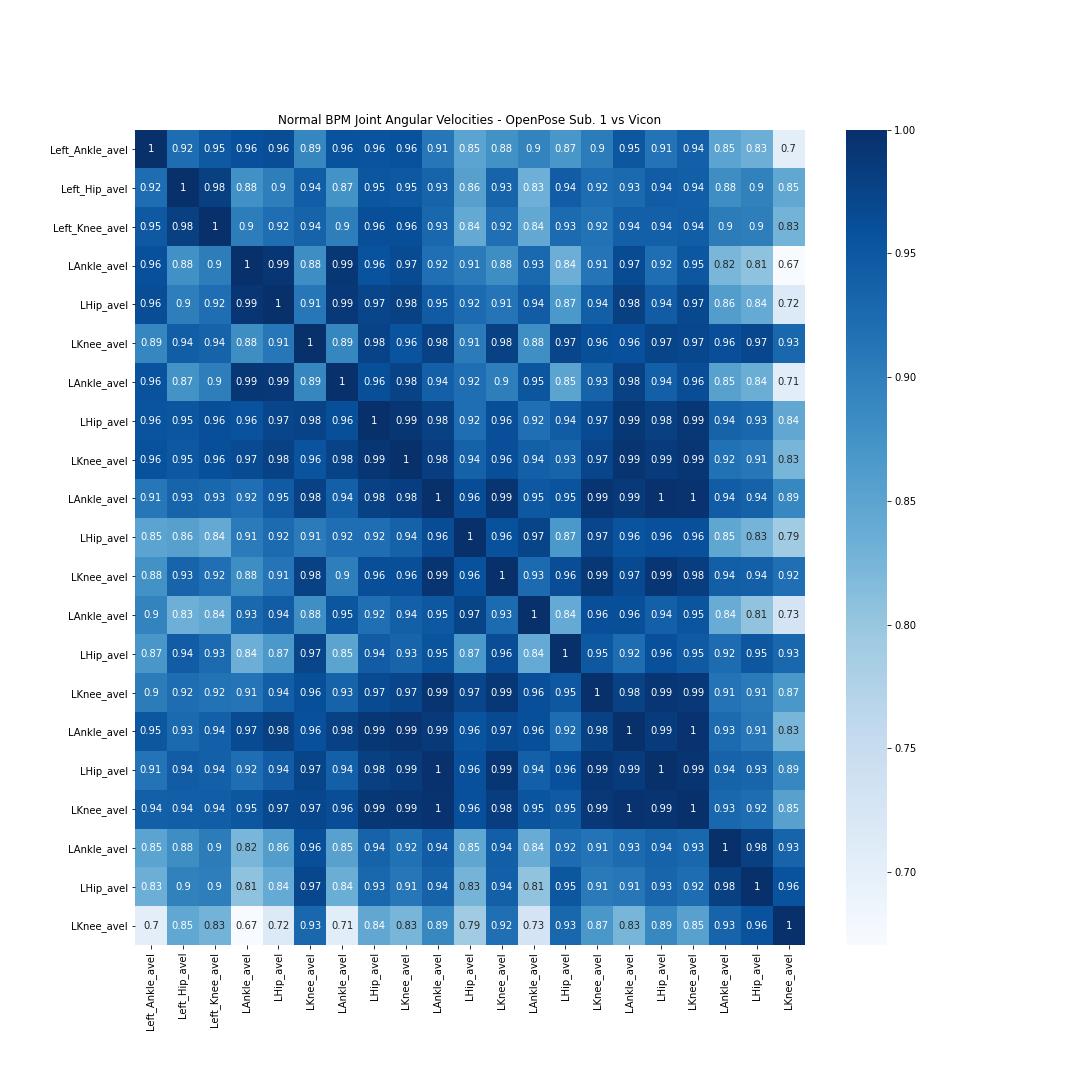 Normal BPM Joint Angular Velocities - OpenPose Sub. 1 vs Vicon
Left_Ankle_avel 1 0.92 0.95 0.96 0.96 0.89 0.96 0.96 0.96 0.91 0.85 0.88 0.9 0.87 0.9 0.95 0.91 0.94 0.85 0.83 0.7
Left_Hip_avel 0.92 1 0.98 0.88 0.9 0.94 0.87 0.95 0.95 0.93 0.86 0.93 0.83 0.94 0.92 0.93 0.94 0.94 0.88 0.9 0.85
Left_Knee_avel 0.95 0.98 1 0.9 0.92 0.94 0.9 0.96 0.96 0.93 0.84 0.92 0.84 0.93 0.92 0.94 0.94 0.94 0.9 0.9 0.83
LAnkle_avel 0.96 0.88 0.9 1 0.99 0.88 0.99 0.96 0.97 0.92 0.91 0.88 0.93 0.84 0.91 0.97 0.92 0.95 0.82 0.81 0.67
LHip_avel 0.96 0.9 0.92 0.99 1 0.91 0.99 0.97 0.98 0.95 0.92 0.91 0.94 0.87 0.94 0.98 0.94 0.97 0.86 0.84 0.72
LKnee_avel 0.89 0.94 0.94 0.88 0.91 1 0.89 0.98 0.96 0.98 0.91 0.98 0.88 0.97 0.96 0.96 0.97 0.97 0.96 0.97 0.93
LAnkle_avel 0.96 0.87 0.9 0.99 0.99 0.89 1 0.96 0.98 0.94 0.92 0.9 0.95 0.85 0.93 0.98 0.94 0.96 0.85 0.84 0.71
LHip_avel 0.96 0.95 0.96 0.96 0.97 0.98 0.96 1 0.99 0.98 0.92 0.96 0.92 0.94 0.97 0.99 0.98 0.99 0.94 0.93 0.84
LKnee_avel 0.96 0.95 0.96 0.97 0.98 0.96 0.98 0.99 1 0.98 0.94 0.96 0.94 0.93 0.97 0.99 0.99 0.99 0.92 0.91 0.83
LAnkle_avel 0.91 0.93 0.93 0.92 0.95 0.98 0.94 0.98 0.98 1 0.96 0.99 0.95 0.95 0.99 0.99 1 1 0.94 0.94 0.89
LHip_avel 0.85 0.86 0.84 0.91 0.92 0.91 0.92 0.92 0.94 0.96 1 0.96 0.97 0.87 0.97 0.96 0.96 0.96 0.85 0.83 0.79
LKnee_avel 0.88 0.93 0.92 0.88 0.91 0.98 0.9 0.96 0.96 0.99 0.96 1 0.93 0.96 0.99 0.97 0.99 0.98 0.94 0.94 0.92
LAnkle_avel 0.9 0.83 0.84 0.93 0.94 0.88 0.95 0.92 0.94 0.95 0.97 0.93 1 0.84 0.96 0.96 0.94 0.95 0.84 0.81 0.73
LHip_avel 0.87 0.94 0.93 0.84 0.87 0.97 0.85 0.94 0.93 0.95 0.87 0.96 0.84 1 0.95 0.92 0.96 0.95 0.92 0.95 0.93
LKnee_avel 0.9 0.92 0.92 0.91 0.94 0.96 0.93 0.97 0.97 0.99 0.97 0.99 0.96 0.95 1 0.98 0.99 0.99 0.91 0.91 0.87
LAnkle_avel 0.95 0.93 0.94 0.97 0.98 0.96 0.98 0.99 0.99 0.99 0.96 0.97 0.96 0.92 0.98 1 0.99 1 0.93 0.91 0.83
LHip_avel 0.91 0.94 0.94 0.92 0.94 0.97 0.94 0.98 0.99 1 0.96 0.99 0.94 0.96 0.99 0.99 1 0.99 0.94 0.93 0.89
LKnee_avel 0.94 0.94 0.94 0.95 0.97 0.97 0.96 0.99 0.99 1 0.96 0.98 0.95 0.95 0.99 1 0.99 1 0.93 0.92 0.85
LAnkle_avel 0.85 0.88 0.9 0.82 0.86 0.96 0.85 0.94 0.92 0.94 0.85 0.94 0.84 0.92 0.91 0.93 0.94 0.93 1 0.98 0.93
LHip_avel 0.83 0.9 0.9 0.81 0.84 0.97 0.84 0.93 0.91 0.94 0.83 0.94 0.81 0.95 0.91 0.91 0.93 0.92 0.98 1 0.96
LKnee_avel 0.7 0.85 0.83 0.67 0.72 0.93 0.71 0.84 0.83 0.89 0.79 0.92 0.73 0.93 0.87 0.83 0.89 0.85 0.93 0.96 1
Left_Ankle_avel
Left_Hip_avel
Left_Knee_avel
LAnkle_avel
LHip_avel
LKnee_avel
LAnkle_avel
LHip_avel
LKnee_avel
LAnkle_avel
LHip_avel
LKnee_avel
LAnkle_avel
LHip_avel
LKnee_avel
LAnkle_avel
LHip_avel
LKnee_avel
LAnkle_avel
LHip_avel
LKnee_avel
1.00
0.95
0.90
0.85
0.80
0.75
0.70